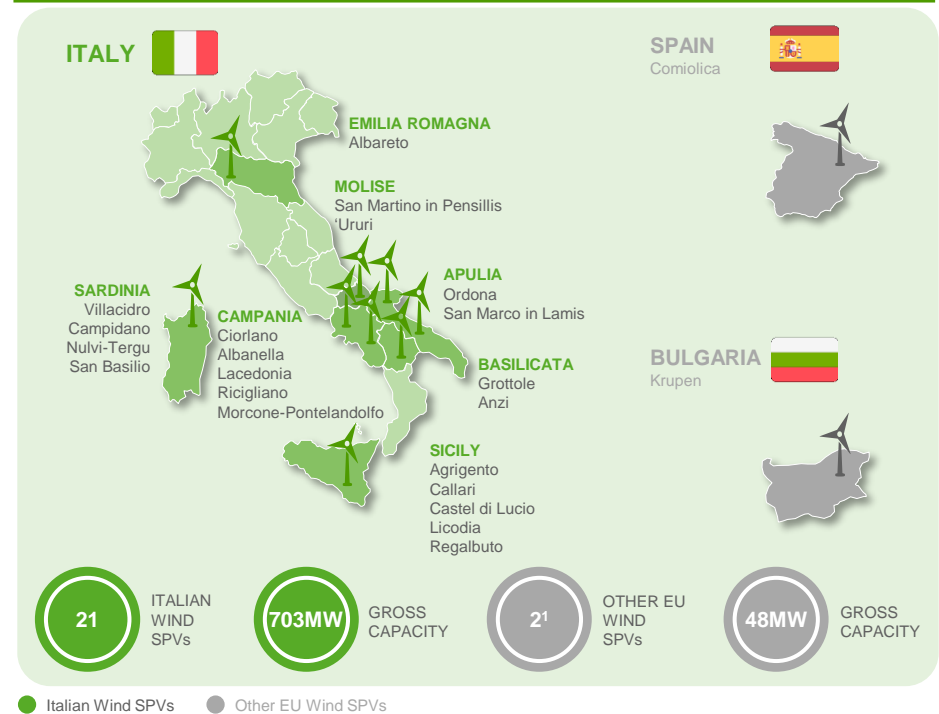 ITALY
SPAIN
Comiolica
EMILIA ROMAGNA
Albareto
MOLISE
San Martino in Pensillis
‘Ururi
APULIA
Ordona
San Marco in Lamis
SARDINIA
Villacidro
Campidano
Nulvi-Tergu
San Basilio
CAMPANIA
Ciorlano
Albanella
Lacedonia
Ricigliano
Morcone-Pontelandolfo
BASILICATA
Grottole
Anzi
BULGARIA
Krupen
SICILY
Agrigento
Callari
Castel di Lucio
Licodia
Regalbuto
21
ITALIAN
WIND
SPVs
703MW
GROSS
CAPACITY
2¹
OTHER EU
WIND
SPVs
48MW
GROSS
CAPACITY
Italian Wind SPVs
Other EU Wind SPVs